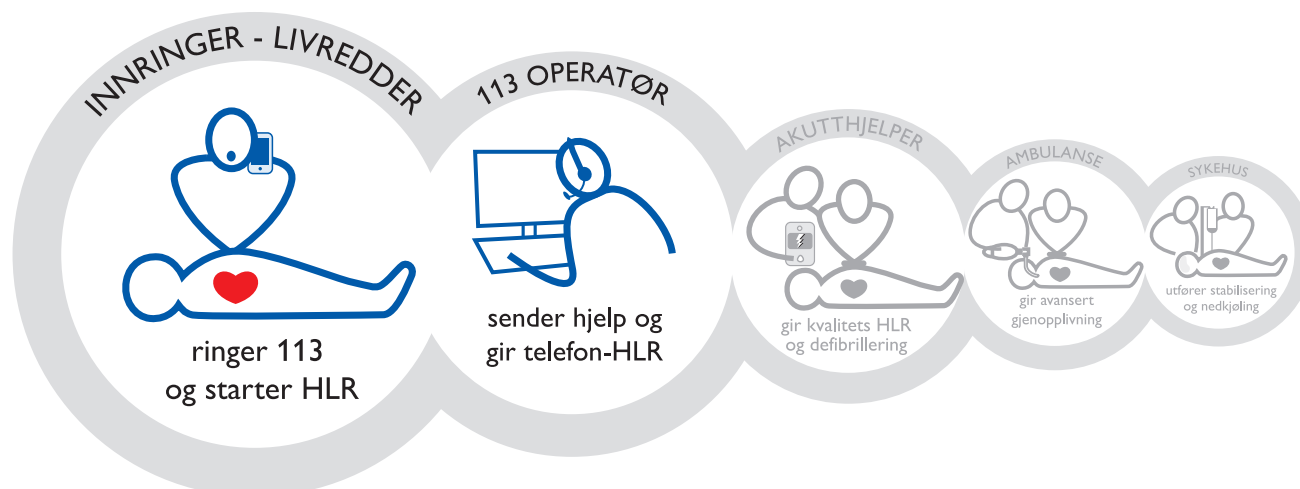 INNRINGER - LIVREDDER
ringer 113
og starter HLR
113 OPERATØR
sender hjelp og
gir telefon-HLR
AKUTTHJELPER
gir kvalitets HLR
og defibrillering
AMBULANSE
gir avansert
gjenopplivning
SYKEHUS
utfører stabilisering
og nedkjøling